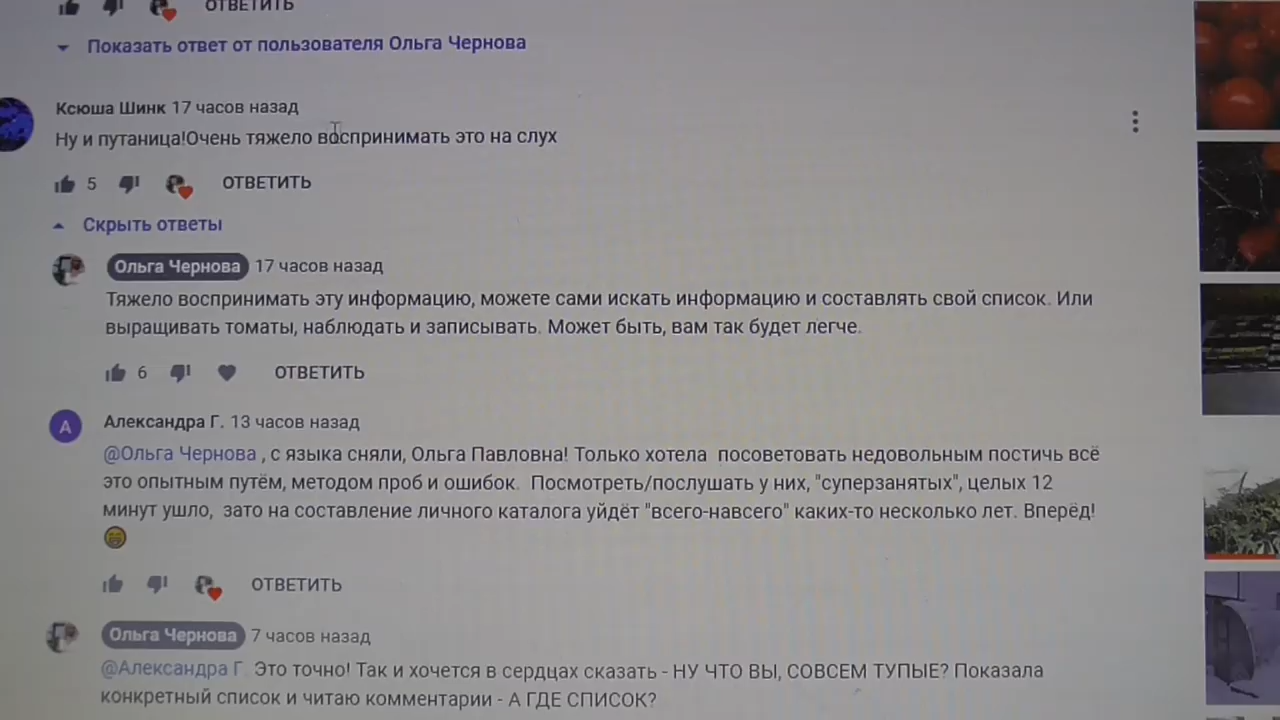 ОТВЕТИТЬ
Показать ответ от пользователя Ольга Чернова
Ксюша Шинк 17 часов назад
Ну и путаница!Очень тяжело воспринимать это на слух
5 ОТВЕТИТЬ
Скрыть ответы
Ольга Чернова 17 часов назад
Тяжело воспринимать эту информацию, можете сами искать информацию и составлять свой список. Или
выращивать томаты, наблюдать и записывать. Может быть, вам так будет легче.
6 ОТВЕТИТЬ
А Александра Г. 13 часов назад
@Ольга Чернова , с языка сняли, Ольга Павловна! Только хотела посоветовать недовольным постичь всё
это опытным путём, методом проб и ошибок. Посмотреть/послушать у них, "суперзанятых", целых 12
минут ушло, зато на составление личного каталога уйдёт "всего-навсего" каких-то несколько лет. Вперёд!
😁
ОТВЕТИТЬ
Ольга Чернова 7 часов назад
@Александра Г. Это точно! Так и хочется в сердцах сказать - НУ ЧТО ВЫ, СОВСЕМ ТУПЫЕ? Показала
конкретный список и читаю комментарии - А ГДЕ СПИСОК?